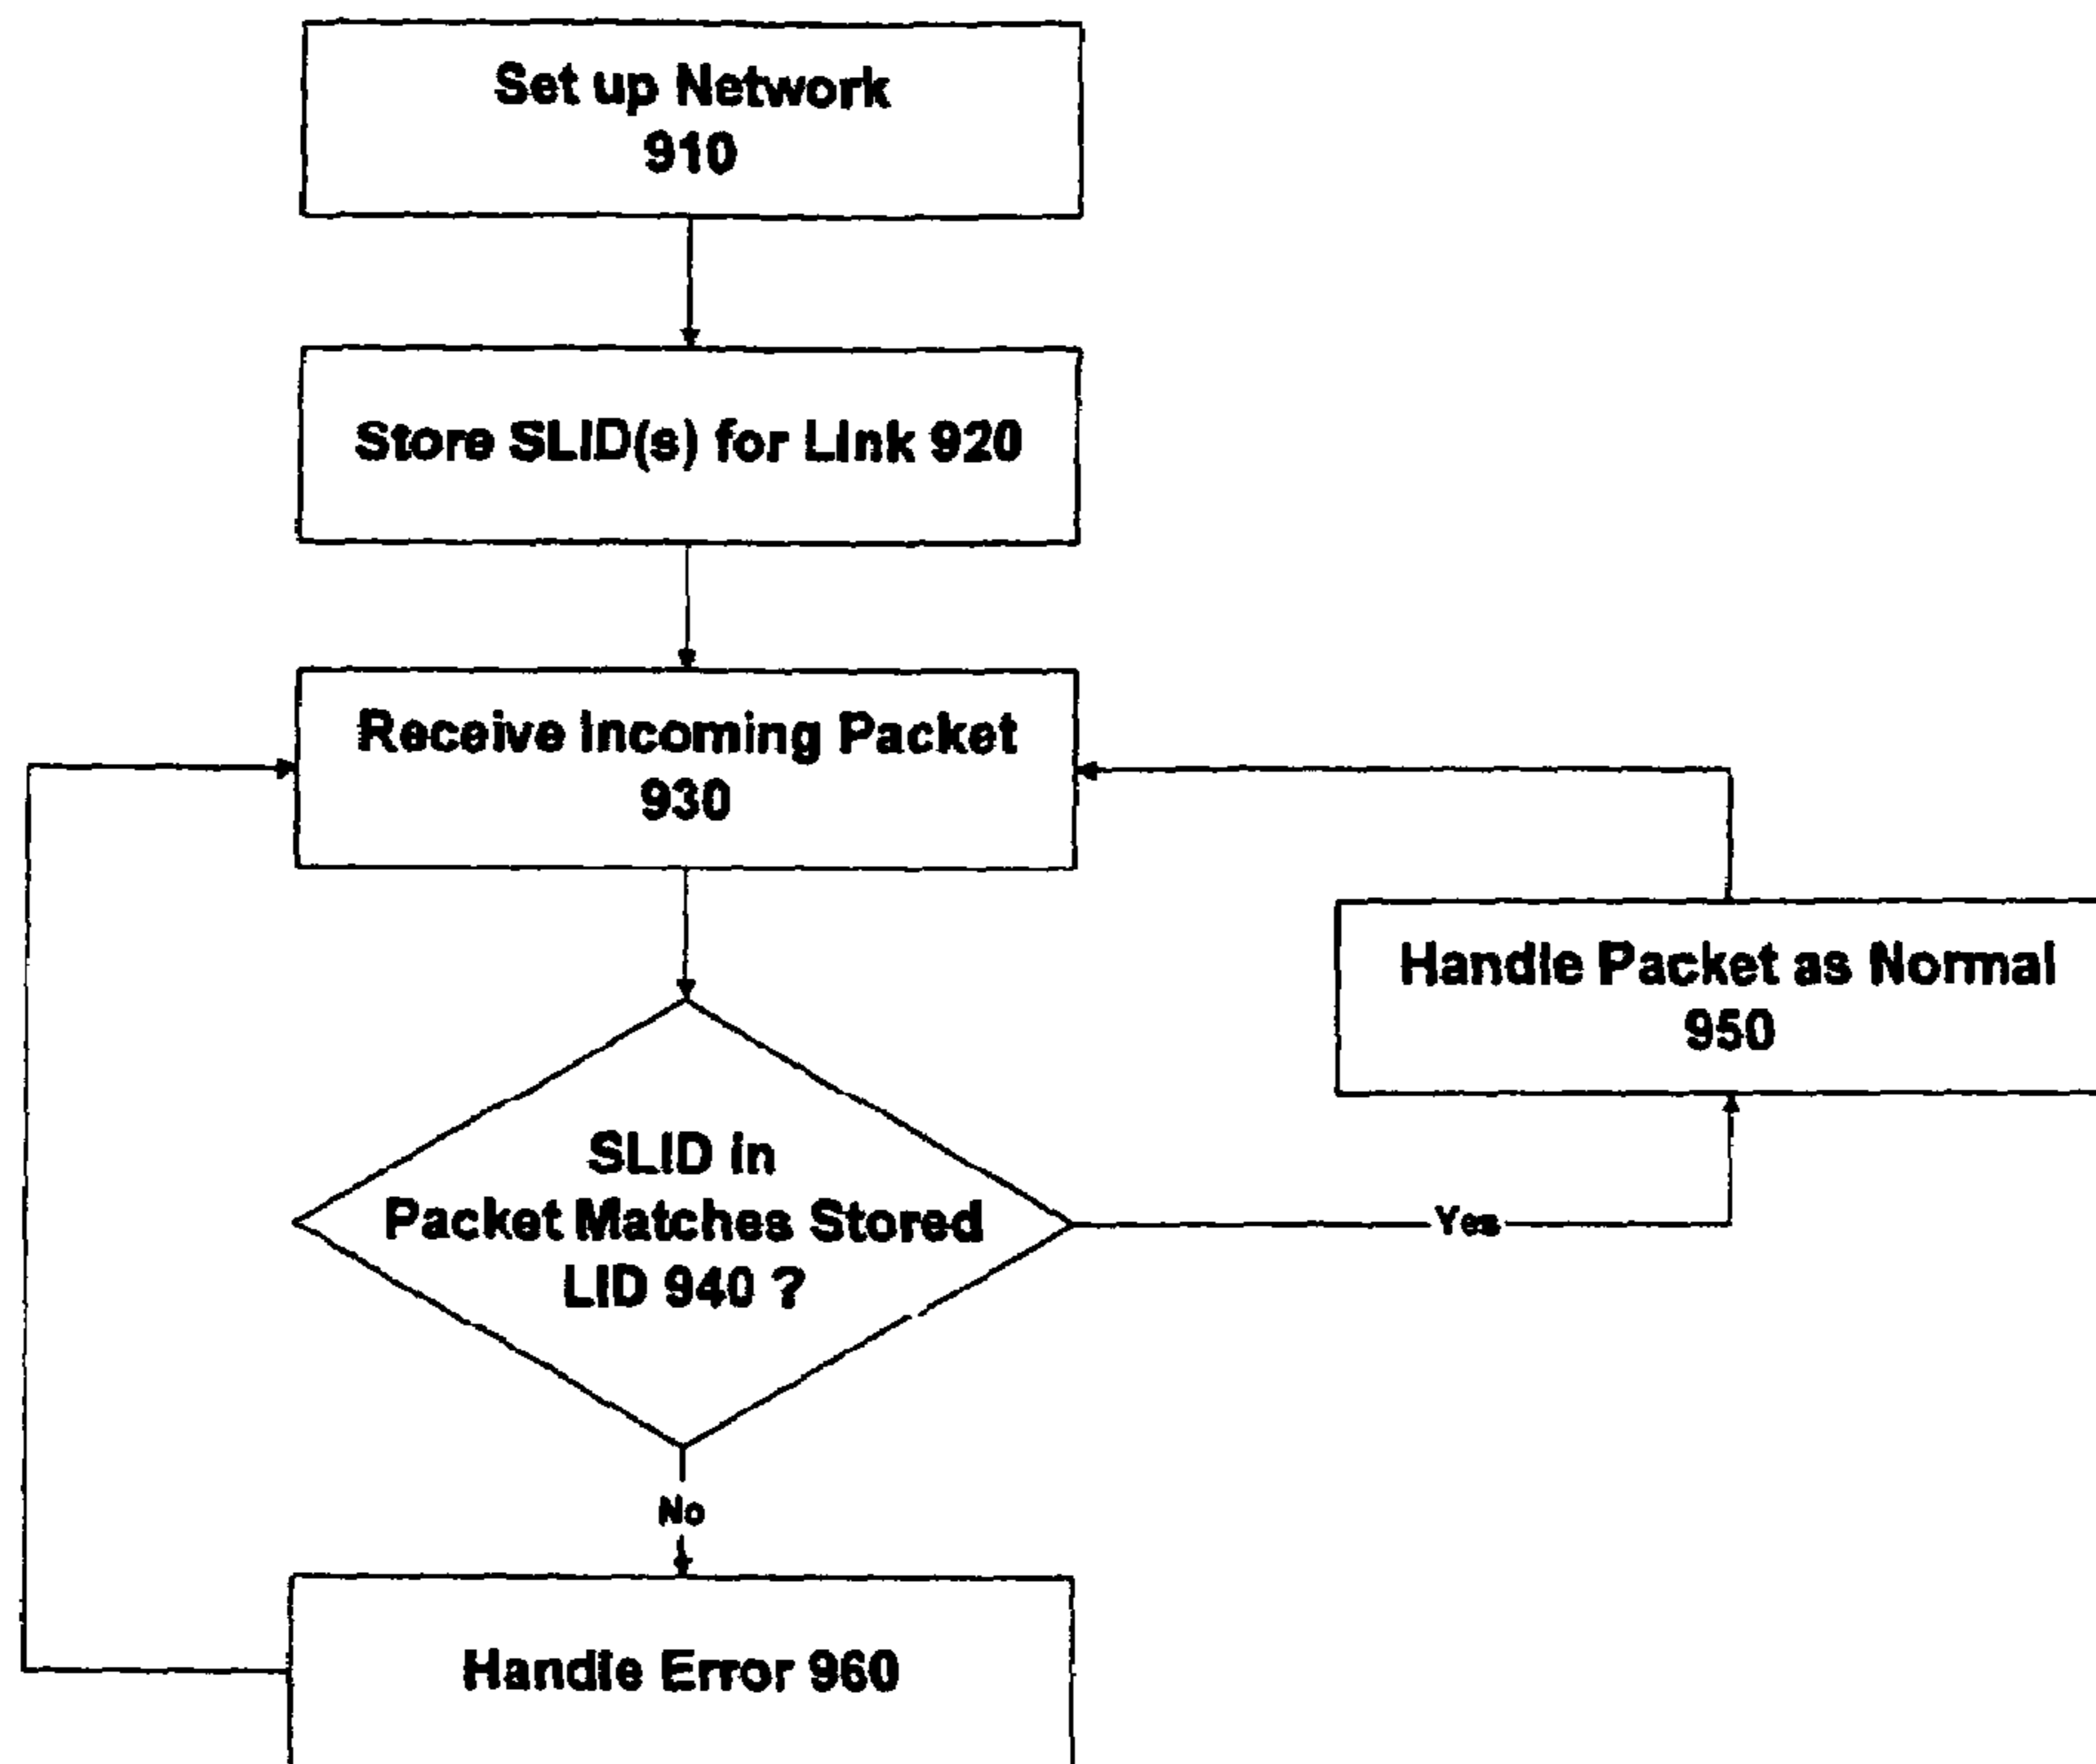 Set up Network
910
Store SLID(s) for Link 920
Receive Incoming Packet
930
Handle Packet as Normal
950
SLID in
Packet Matches Stored
LID 940 ?
Yes
No
Handle Error 960